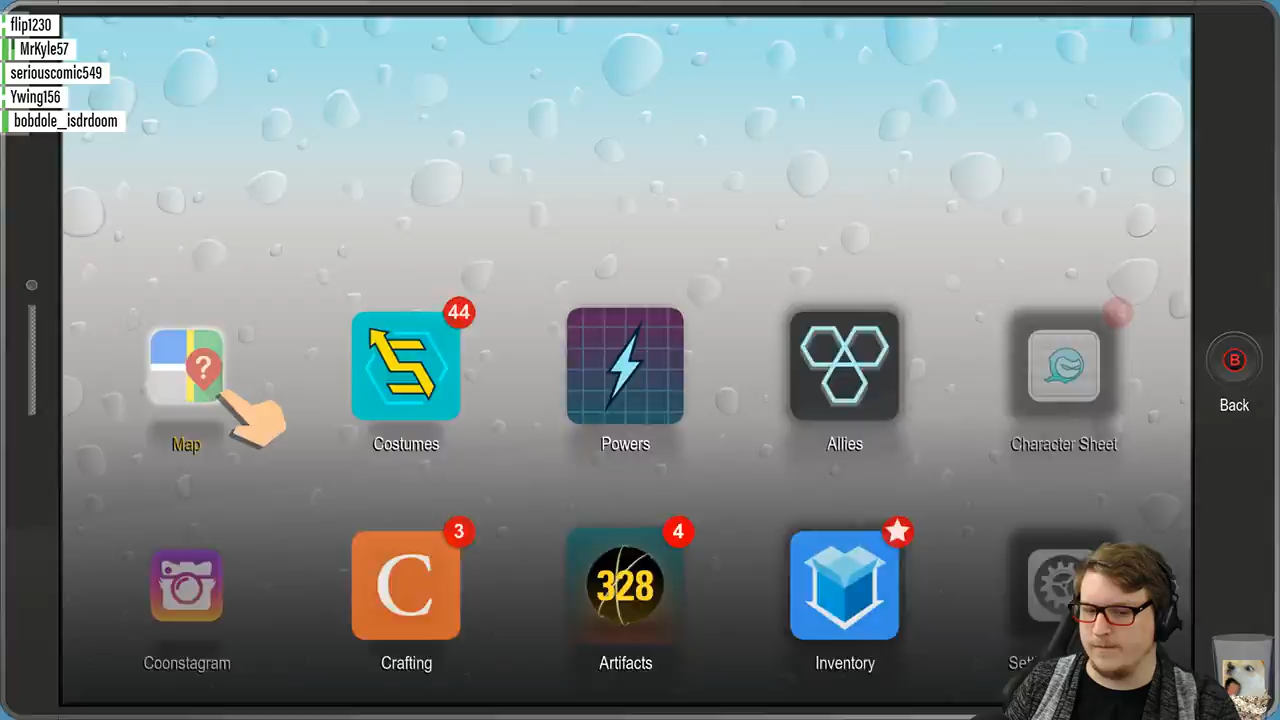 flip1230
MrKyle57
seriouscomic549
Ywing156
bobdole_isdrdoom
44
?
Map
Costumes
Powers
Allies
Character Sheet
B
Back
3
4
C
328
Coonstagram
Crafting
Artifacts
Inventory